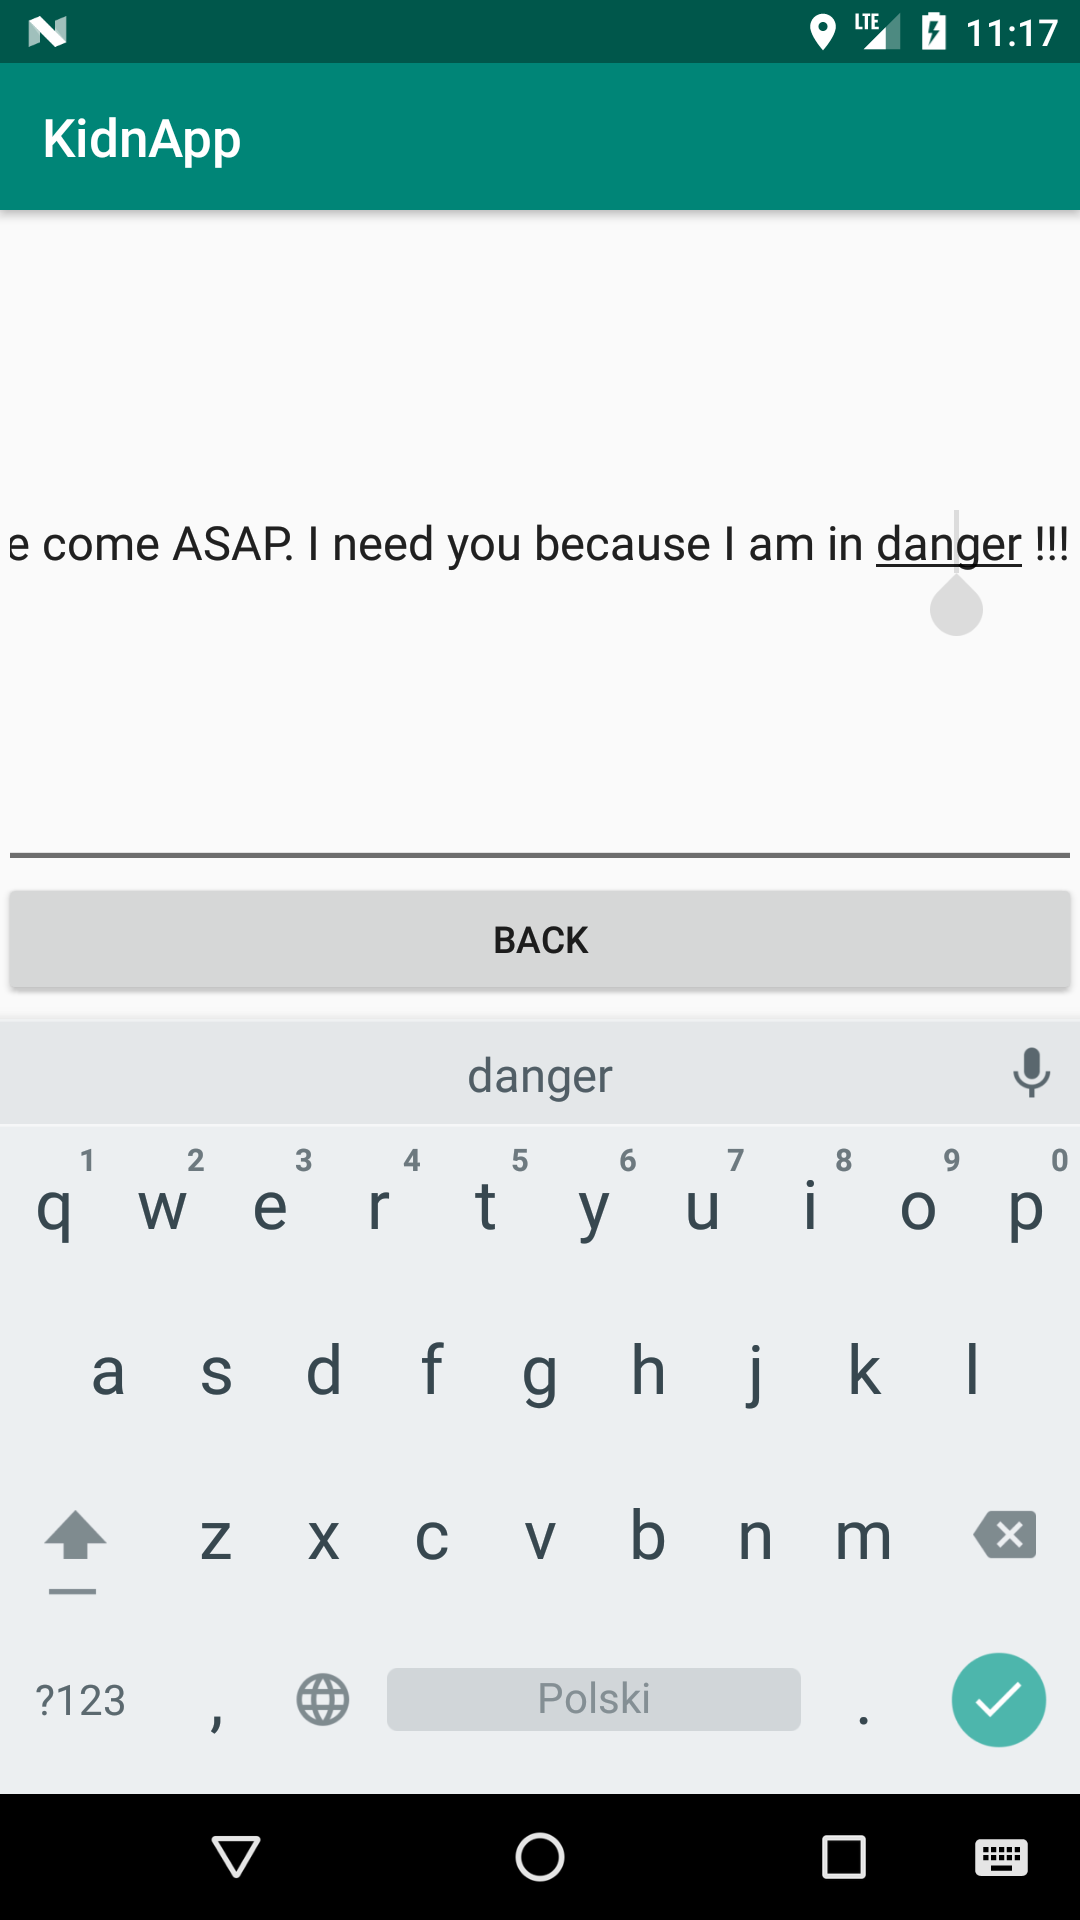 LTE 11:17
KidnApp
e come ASAP. I need you because I am in danger !!!
BACK
danger
1 2 3 4 5 6 7 8 9 0
q w e r t y u i o p
a s d f g h j k l
z x c v b n m
?123 , Polski .